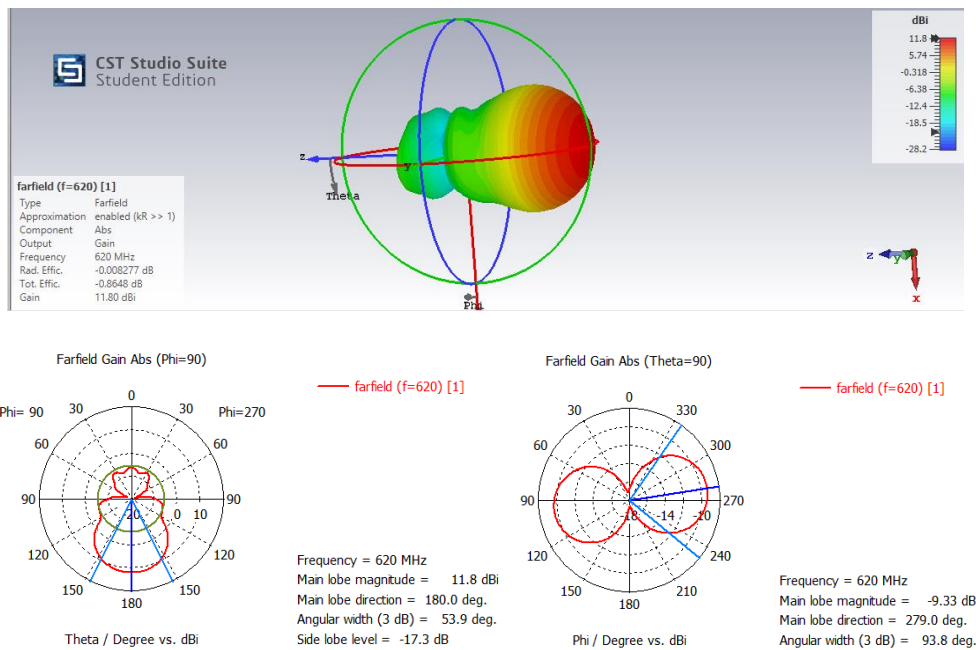 CST Studio Suite
Student Edition
dBi
11.8
5.74
-0.318
-6.38
-12.4
-18.5
-28.2
z
y
Theta
Phi
farfield (f=620) [1]
Type Farfield
Approximation enabled (kR >> 1)
Component Abs
Output Gain
Frequency 620 MHz
Rad. Effic. -0.008277 dB
Tot. Effic. -0.8648 dB
Gain 11.80 dBi
z
y
x
Farfield Gain Abs (Phi=90)
farfield (f=620) [1]
Phi= 90 30 0 30 Phi=270
60 60
90 -20 0 10 90
120 120
150 180 150
Theta / Degree vs. dBi
Frequency = 620 MHz
Main lobe magnitude = 11.8 dBi
Main lobe direction = 180.0 deg.
Angular width (3 dB) = 53.9 deg.
Side lobe level = -17.3 dB
Farfield Gain Abs (Theta=90)
farfield (f=620) [1]
30 0 330
60 300
90 -18 -14 -10 270
120 240
150 180 210
Phi / Degree vs. dBi
Frequency = 620 MHz
Main lobe magnitude = -9.33 dB
Main lobe direction = 279.0 deg.
Angular width (3 dB) = 93.8 deg.